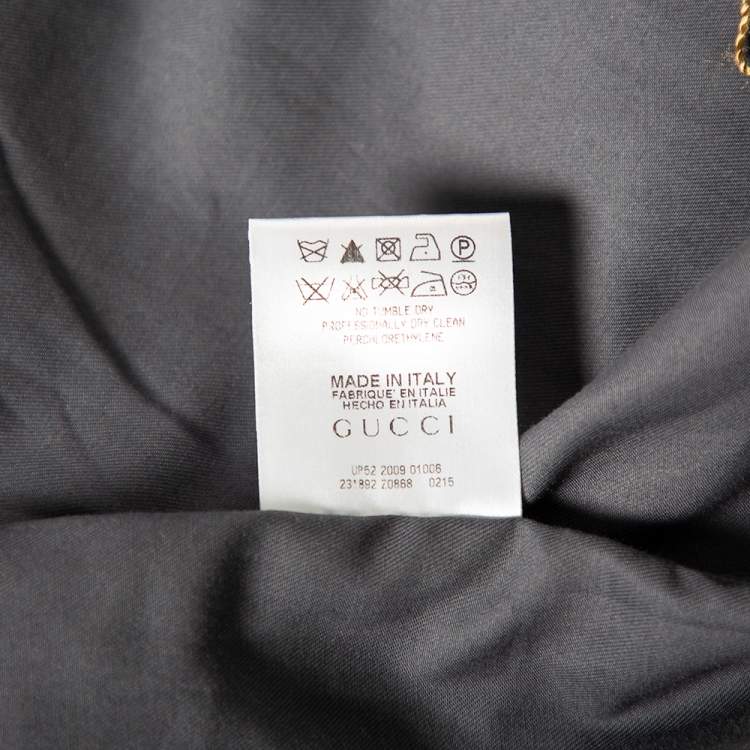 P
NO TUMBLE DRY
PROFESSIONALLY DRY CLEAN
PERCHLORETHYLENE
MADE IN ITALY
FABRIQUE' EN ITALIE
HECHO EN ITALIA
GUCCI
UP52 2009 01006
231892 Z0868 0215